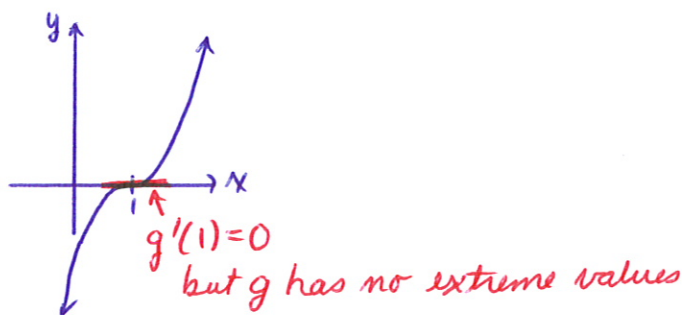 y
x
1
g'(1)=0
but g has no extreme values